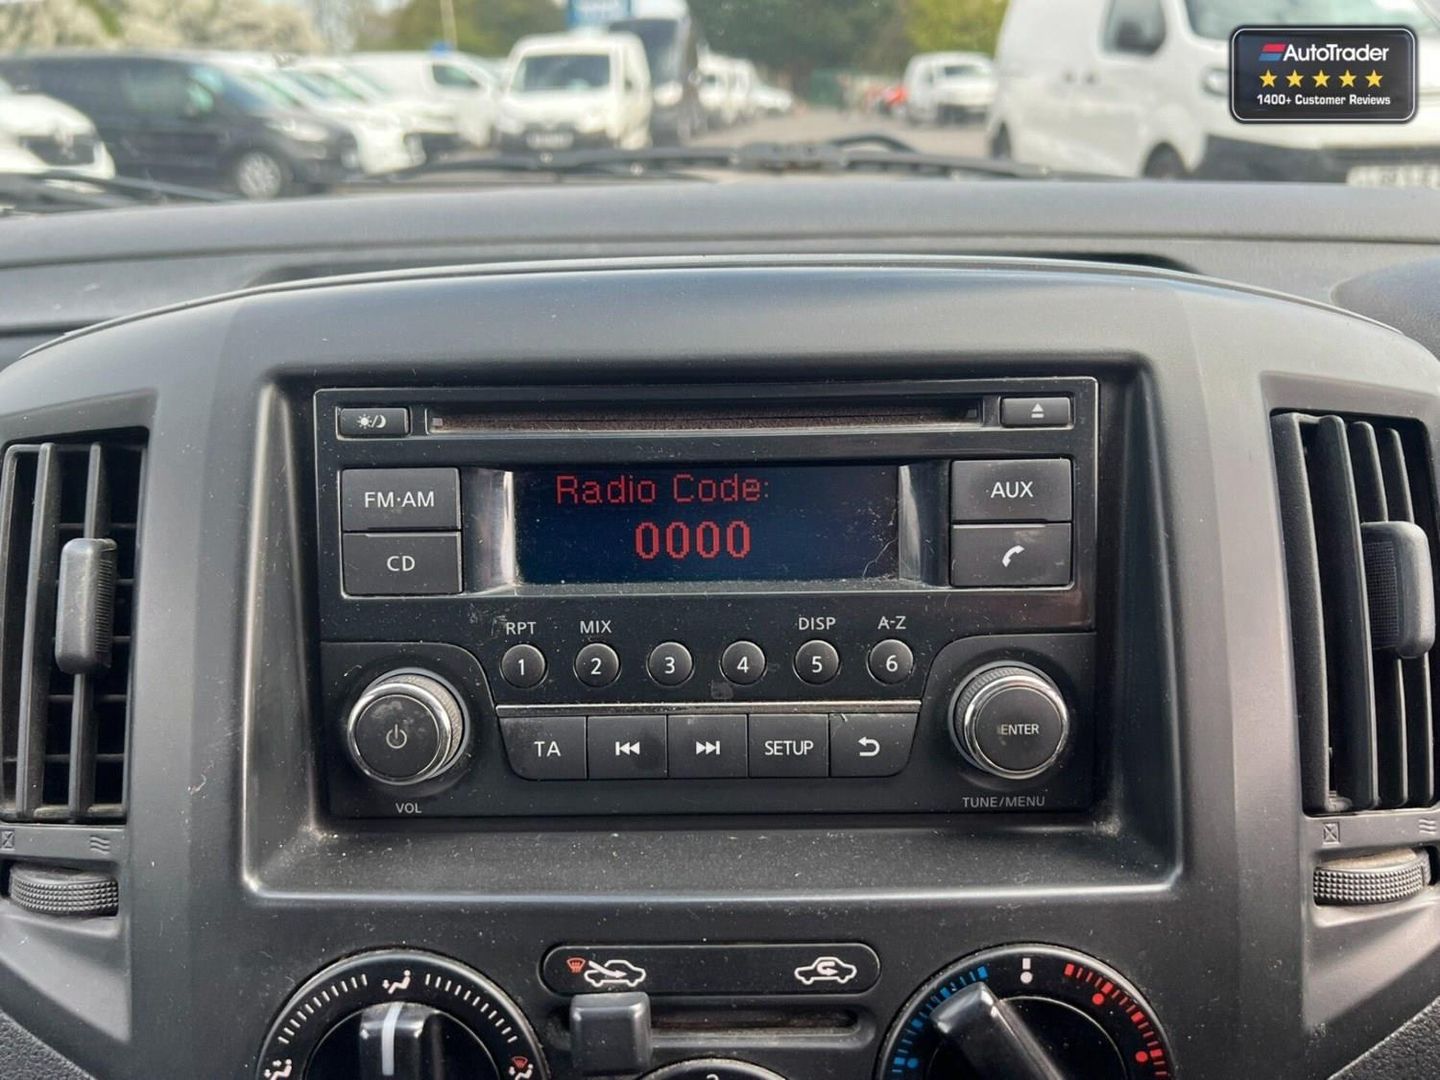 AutoTrader
1400+ Customer Reviews
FM·AM
CD
Radio Code:
0000
AUX
RPT MIX DISP A-Z
1 2 3 4 5 6
TA SETUP
ENTER
VOL
TUNE/MENU